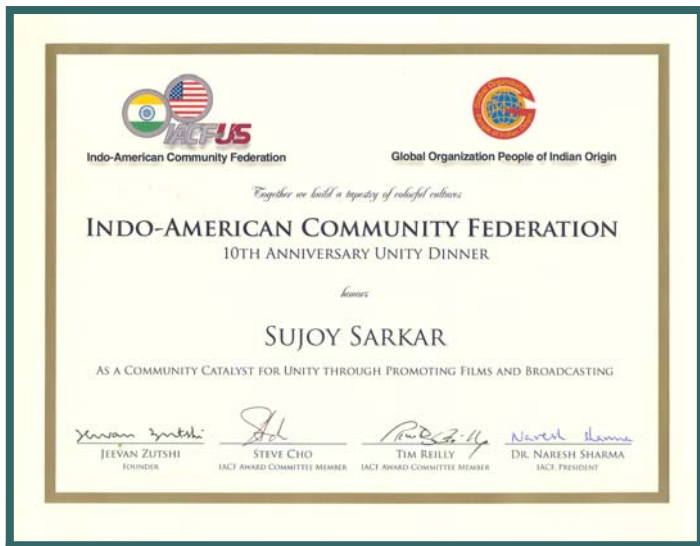 IACFUS
Indo-American Community Federation
Global Organization People of Indian Origin
Together we build a tapestry of colorful cultures
INDO-AMERICAN COMMUNITY FEDERATION
10TH ANNIVERSARY UNITY DINNER
honors
SUJOY SARKAR
AS A COMMUNITY CATALYST FOR UNITY THROUGH PROMOTING FILMS AND BROADCASTING
Jeevan Zutshi
Naresh Sharma
JEEVAN ZUTSHI STEVE CHO TIM REILLY DR. NARESH SHARMA
FOUNDER IACF AWARD COMMITTEE MEMBER IACF AWARD COMMITTEE MEMBER IACF PRESIDENT